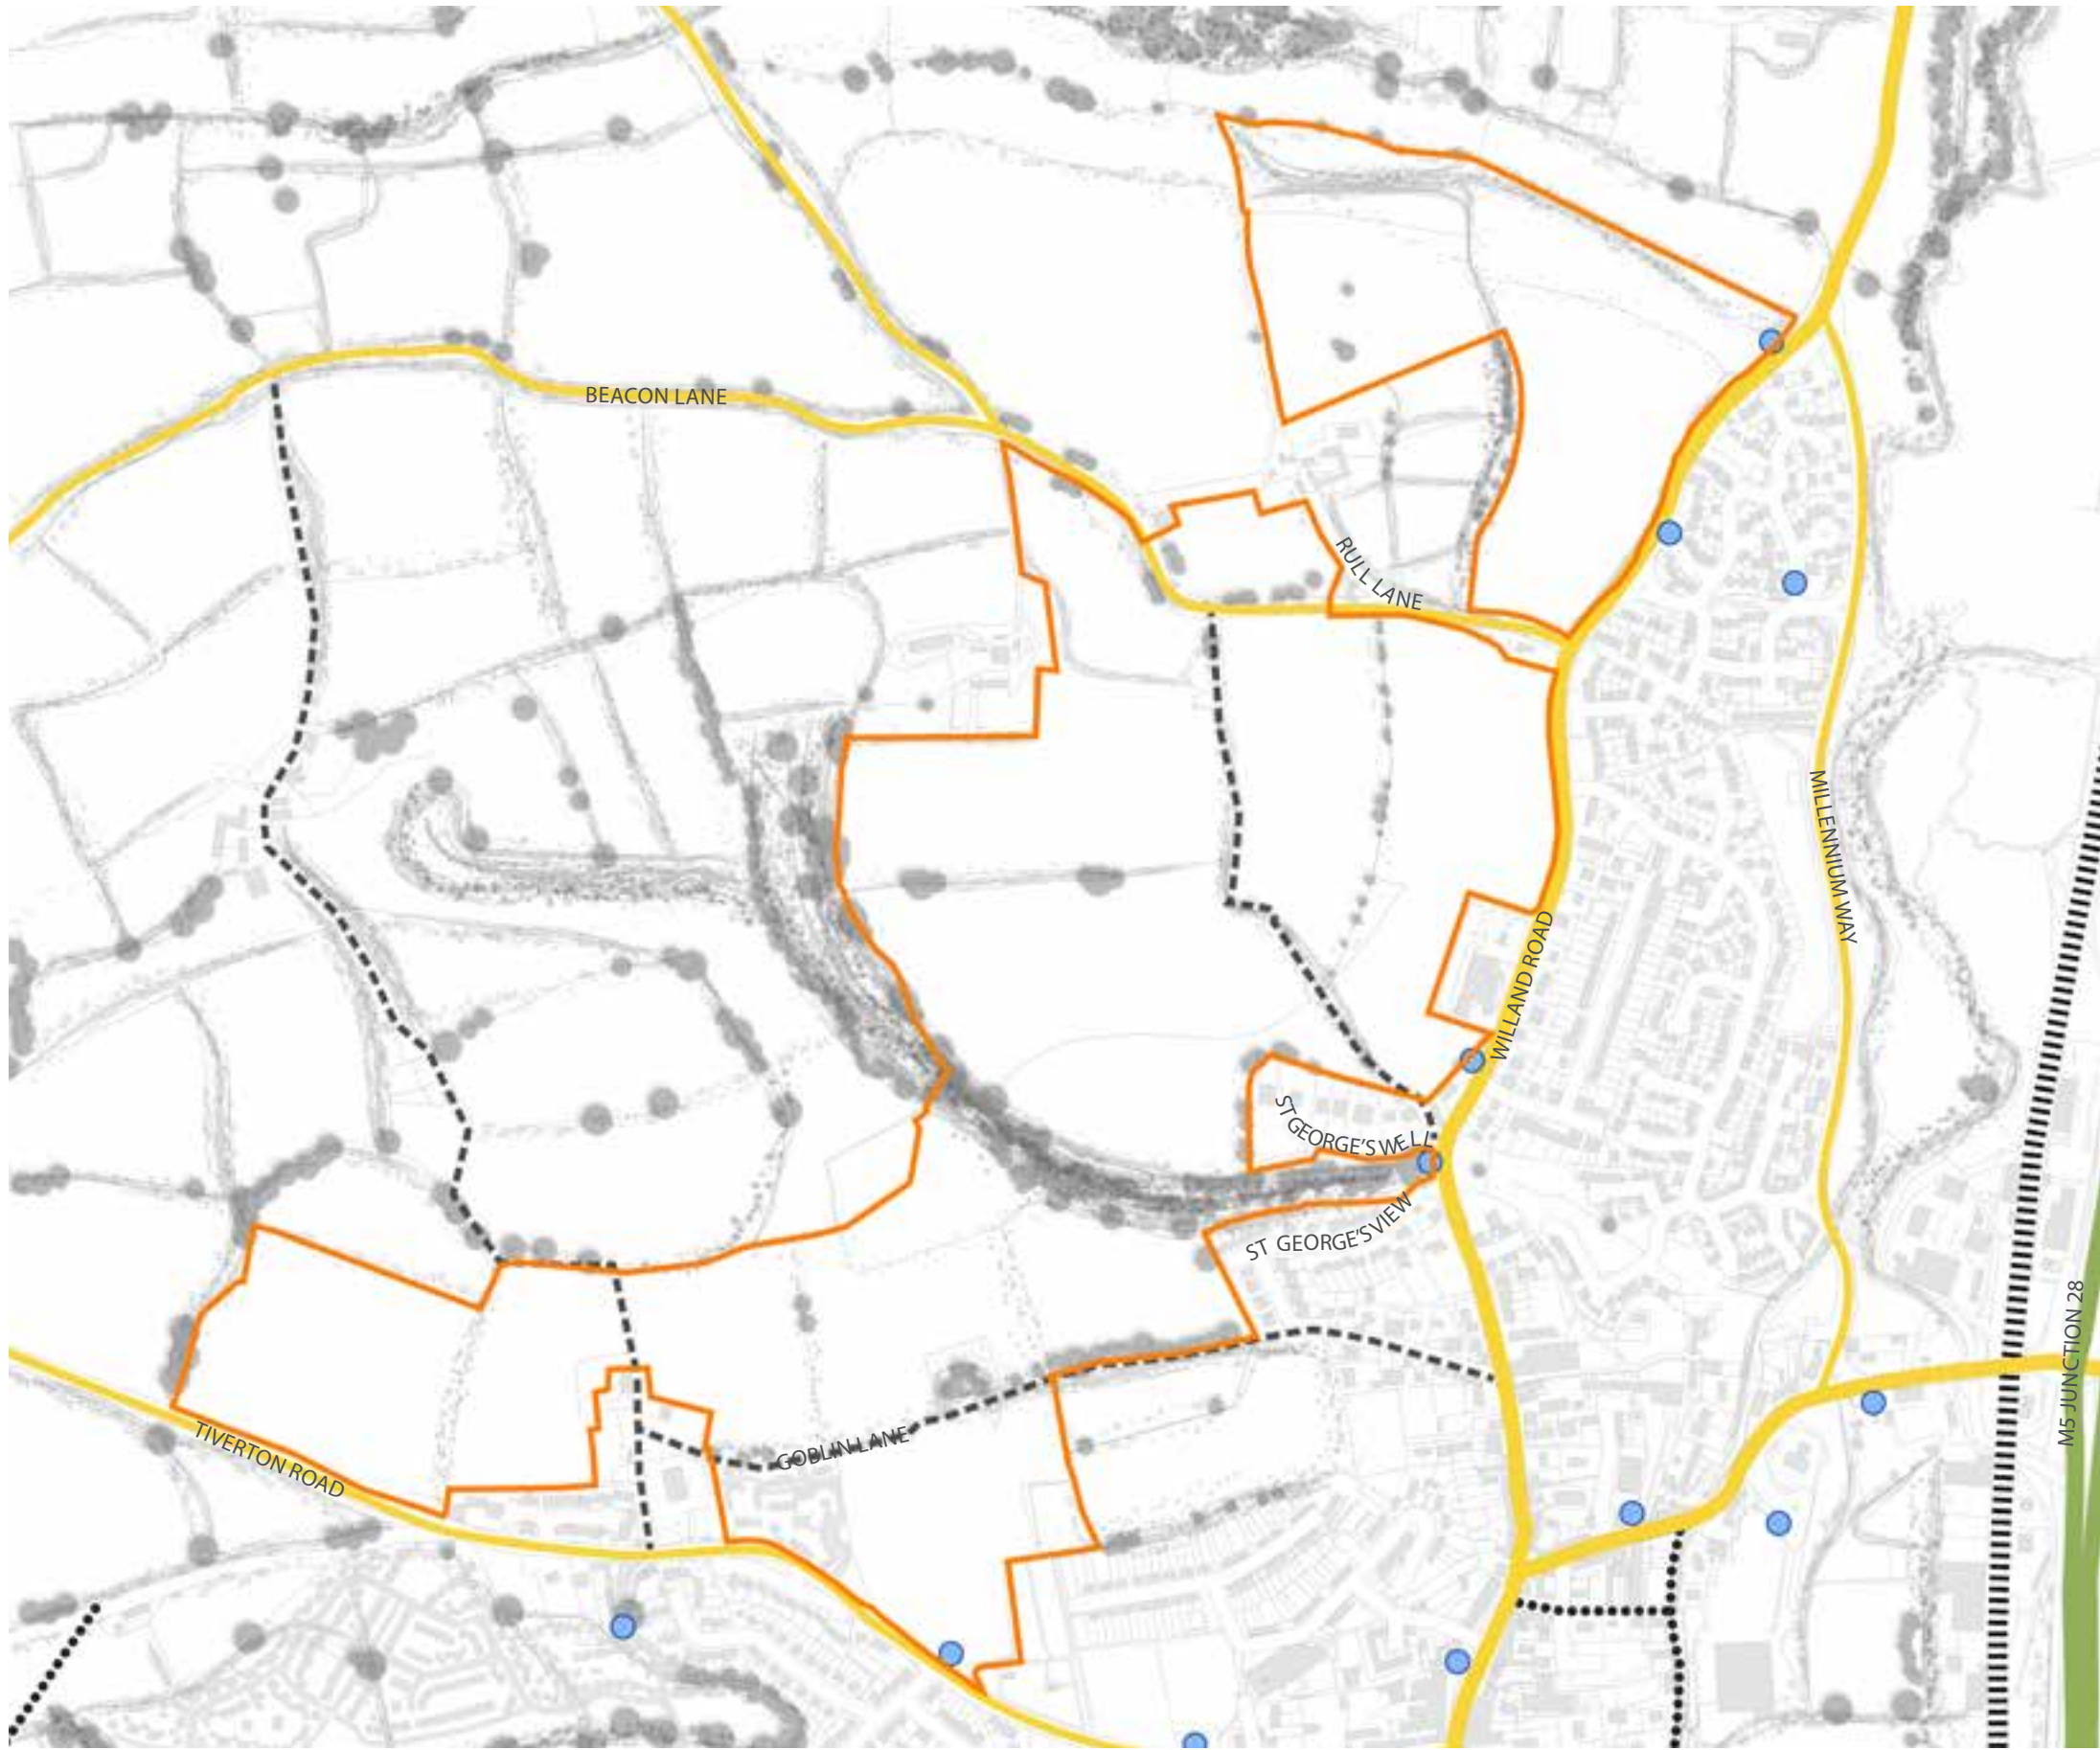 BEACON LANE
RULL LANE
MILLENNIUM WAY
WILLAND ROAD
ST GEORGE'S WELL
ST GEORGE'S VIEW
M5 JUNCTION 28
TIVERTON ROAD
GOBLIN LANE